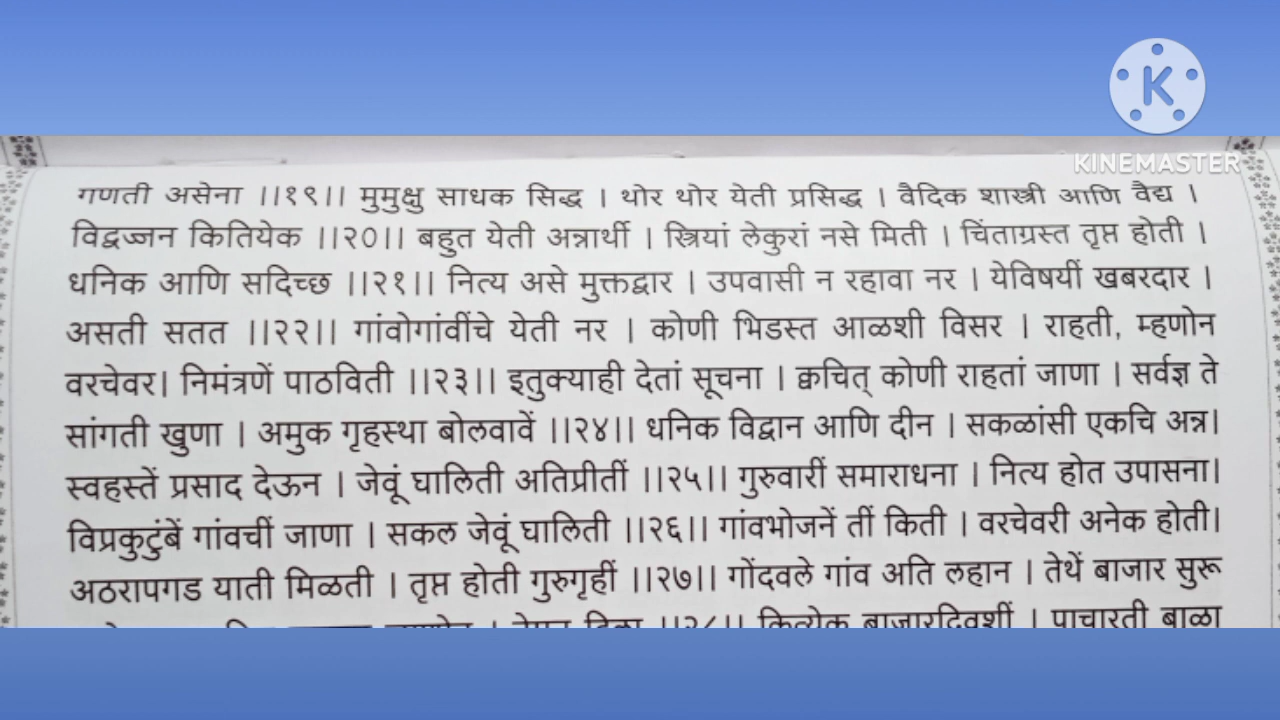 KINEMASTER
गणती असेना ।।१९।। मुमुक्षु साधक सिद्ध । थोर थोर येती प्रसिद्ध । वैदिक शास्त्री आणि वैद्य ।
विद्वज्जन कितियेक ।।२०।। बहुत येती अन्नार्थी । स्त्रियां लेकुरां नसे मिती । चिंताग्रस्त तृप्त होती ।
धनिक आणि सदिच्छ ।।२१।। नित्य असे मुक्तद्वार । उपवासी न रहावा नर । येविषयीं खबरदार ।
असती सतत ।।२२।। गांवोगांवींचे येती नर । कोणी भिडस्त आळशी विसर । राहती, म्हणोन
वरचेवर। निमंत्रणें पाठविती ।।२३।। इतुक्याही देतां सूचना । क्वचित् कोणी राहतां जाणा । सर्वज्ञ ते
सांगती खुणा । अमुक गृहस्था बोलवावें ।।२४।। धनिक विद्वान आणि दीन । सकळांसी एकचि अन्न।
स्वहस्तें प्रसाद देऊन । जेवूं घालिती अतिप्रीतीं ।।२५।। गुरुवारीं समाराधना । नित्य होत उपासना।
विप्रकुटुंबें गांवचीं जाणा । सकल जेवूं घालिती ।।२६।। गांवभोजनें तीं किती । वरचेवरी अनेक होती।
अठरापगड याती मिळती । तृप्त होती गुरुगृहीं ।।२७।। गोंदवले गांव अति लहान । तेथें बाजार सुरू
।।२८।। कित्येक बाजारदिवशीं । पाचारती बाळा